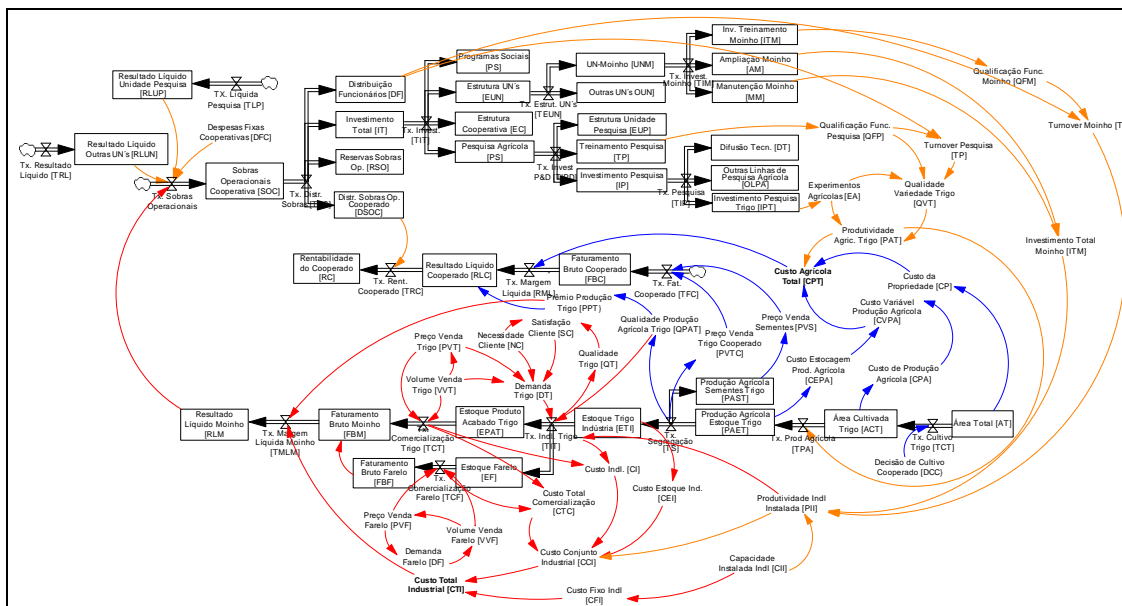 Resultado Líquido
Unidade Pesquisa
[RLUP]
TX. Líquida
Pesquisa [TLP]
Despesas Fixas
Cooperativas [DFC]
Resultado Líquido
Outras UN´s [RLUN]
Tx. Resultado
Líquido [TRL]
Sobras
Operacionais
Cooperativa [SOC]
Tx. Sobras
Operacionais
Tx. Distr.
Distribuição
Funcionários [DF]
Investimento
Total [IT]
Reservas Sobras
Op. [RSO]
Distr. Sobras Op.
Cooperado [DSOC]
Tx. Invest.
[TIT]
Programas Sociais
[PS]
Estrutura UN´s
[EUN]
Estrutura
Cooperativa [EC]
Pesquisa Agrícola
[PS]
Tx. Estrut. UN´s
[TEUN]
Tx. Invest
UN-Moinho [UNM]
Outras UN´s OUN]
Tx. Invest.
Moinho [TIM]
Inv. Treinamento
Moinho [ITM]
Ampliação Moinho
[AM]
Manutenção Moinho
[MM]
Estrutura Unidade
Pesquisa [EUP]
Treinamento Pesquisa
[TP]
Investimento Pesquisa
[IP]
Tx. Pesquisa
Difusão Tecn. [DT]
Outras Linhas de
Pesquisa Agrícola
[OLPA]
Investimento Pesquisa
Trigo [IPT]
Qualificação Func.
Moinho [QFM]
Turnover Moinho [T
Qualificação Func.
Pesquisa [QFP]
Turnover Pesquisa
[TP]
Qualidade
Variedade Trigo
[QVT]
Experimentos
Agrícolas [EA]
Produtividade
Agric. Trigo [PAT]
Investimento Total
Moinho [ITM]
Rentabilidade
do Cooperado
[RC]
Tx. Rent.
Cooperado [TRC]
Resultado Líquido
Cooperado [RLC]
Tx. Margem
Líquida [RML]
Faturamento
Bruto Cooperado
[FBC]
Tx. Fat.
Cooperado [TFC]
Custo Agrícola
Total [CPT]
Custo da
Propriedade [CP]
Prêmio Produção
Trigo [PPT]
Qualidade Produção
Agrícola Trigo [QPAT]
Preço Venda
Sementes [PVS]
Preço Venda
Trigo Cooperado
[PVTC]
Custo Variável
Produção Agrícola
[CVPA]
Custo Estocagem
Prod. Agrícola
[CEPA]
Custo de Produção
Agrícola [CPA]
Preço Venda
Trigo [PVT]
Necessidade
Cliente [NC]
Satisfação
Cliente [SC]
Qualidade
Trigo [QT]
Volume Venda
Trigo [VVT]
Demanda
Trigo [DT]
Produção Agrícola
Sementes Trigo
[PAST]
Resultado
Líquido Moinho
[RLM]
Tx. Margem
Líquida Moinho
[TMLM]
Faturamento
Bruto Moinho
[FBM]
Tx.
Comercialização
Trigo [TCT]
Estoque Produto
Acabado Trigo
[EPAT]
Tx. Indl. Trigo
[TIT]
Estoque Trigo
Indústria [ETI]
Tx.
Segregação [TS]
Produção Agrícola
Estoque Trigo
[PAET]
Tx. Prod Agrícola
[TPA]
Área Cultivada
Trigo [ACT]
Tx. Cultivo
Trigo [TCT]
Área Total [AT]
Decisão de Cultivo
Cooperado [DCC]
Faturamento
Bruto Farelo
[FBF]
Tx.
Comercialização
Farelo [TCF]
Estoque Farelo
[EF]
Custo Indl. [CI]
Custo Total
Comercialização
[CTC]
Custo Estoque Ind.
[CEI]
Preço Venda
Farelo [PVF]
Volume Venda
Farelo [VVF]
Demanda
Farelo [DF]
Custo Conjunto
Industrial [CCI]
Produtividade Indl
Instalada [PII]
Capacidade
Instalada Indl [CII]
Custo Total
Industrial [CTI]
Custo Fixo Indl
[CFI]